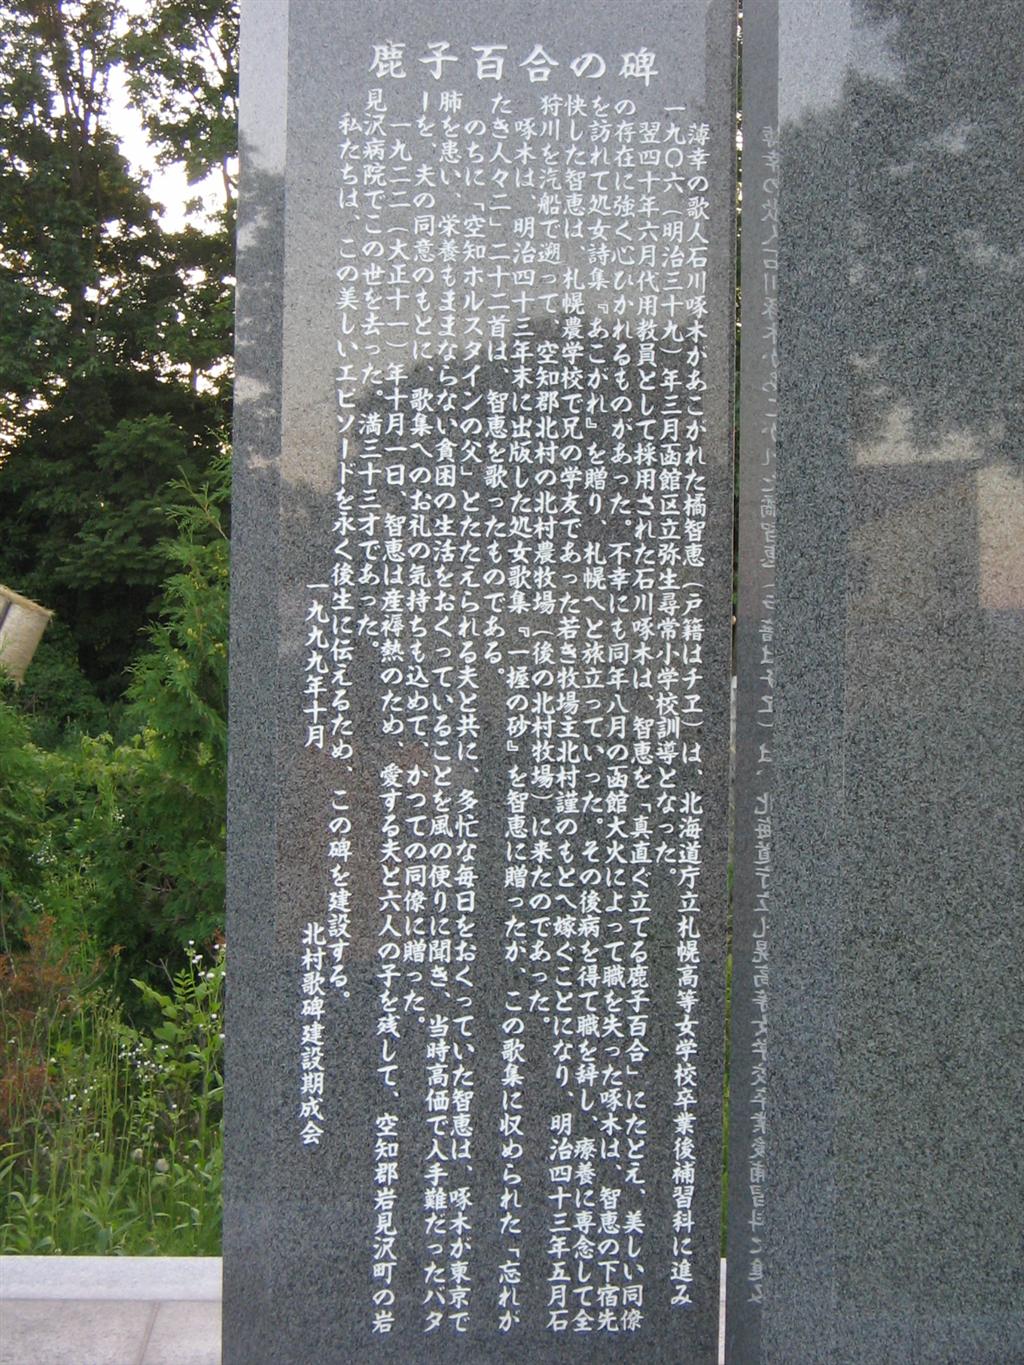 鹿子百合の碑
薄幸の歌人石川啄木があこがれた橘智恵（戸籍はチヱ）は、北海道庁立札幌高等女学校卒業後補習科に進み
一九〇六（明治三十九）年三月函館区立弥生尋常小学校訓導となった。
翌四十年六月代用教員として採用された石川啄木は、智恵を「真直ぐ立てる鹿子百合」にたとえ、美しい同僚
の存在に強く心ひかれるものがあった。不幸にも同年八月の函館大火によって職を失った啄木は、智恵の下宿先
を訪れて処女詩集『あこがれ』を贈り、札幌へと旅立っていった。その後病を得て職を辞し、療養に専念して全
快した智恵は、札幌農学校で兄の学友であった若き牧場主北村謹のもとへ嫁ぐことになり、明治四十三年五月石
狩川を汽船で遡って、空知郡北村の北村農牧場（後の北村牧場）に来たのであった。
啄木は、明治四十三年末に出版した処女歌集『一握の砂』を智恵に贈ったが、この歌集に収められた「忘れが
たき人々二」二十二首は、智恵を歌ったものである。
のちに「空知ホルスタインの父」とたたえられる夫と共に、多忙な毎日をおくっていた智恵は、啄木が東京で
肺を患い、栄養もままならない貧困の生活をおくっていることを風の便りに聞き、当時高価で入手難だったバタ
ーを、夫の同意のもとに、歌集へのお礼の気持ちも込めて、かつての同僚に贈った。
一九二二（大正十一）年十月一日、智恵は産褥熱のため、愛する夫と六人の子を残して、空知郡岩見沢町の岩
見沢病院でこの世を去った。満三十三才であった。
私たちは、この美しいエピソードを永く後生に伝えるため、この碑を建設する。
一九九九年十月　北村歌碑建設期成会